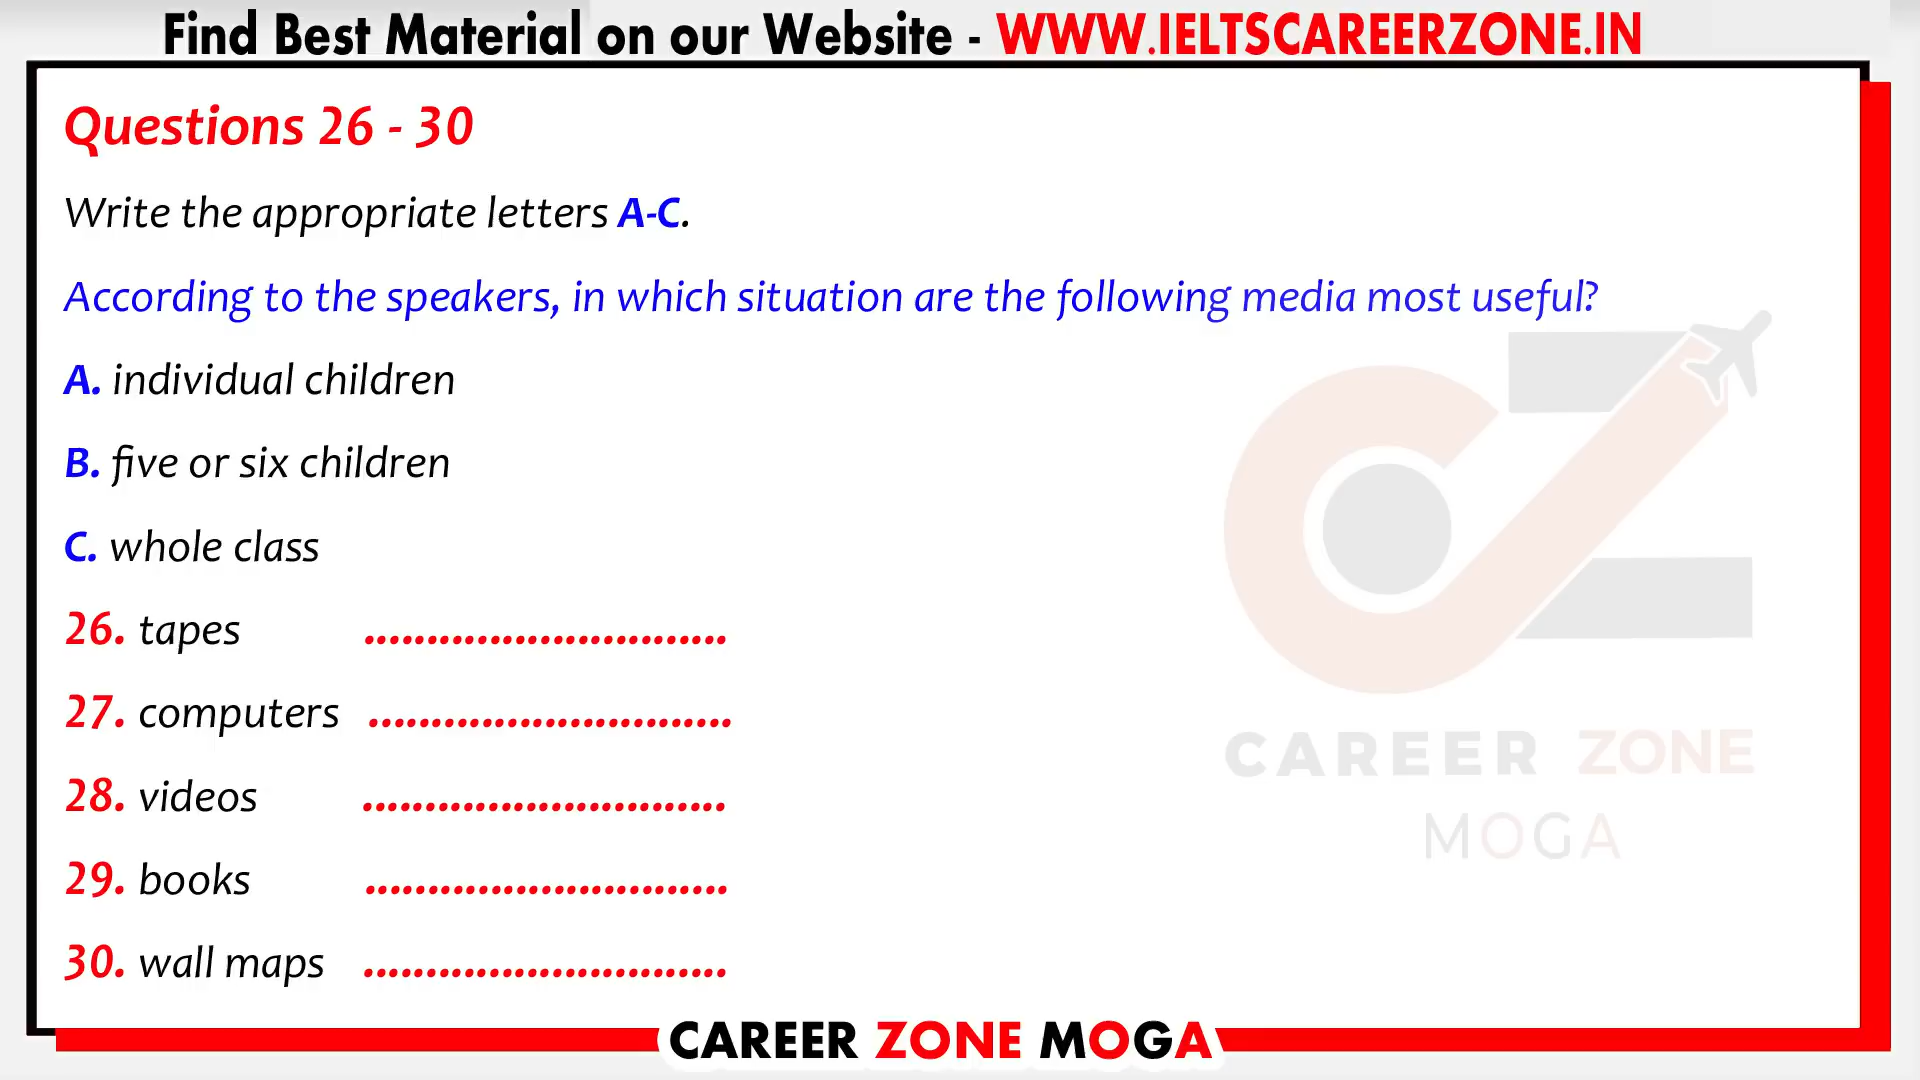 Find Best Material on our Website - WWW.IELTSCAREERZONE.IN
Questions 26 - 30
Write the appropriate letters A-C.
According to the speakers, in which situation are the following media most useful?
A. individual children
B. five or six children
C. whole class
26. tapes .............................
27. computers .............................
28. videos .............................
29. books .............................
30. wall maps .............................
CZ
CAREER ZONE
MOGA
CAREER ZONE MOGA